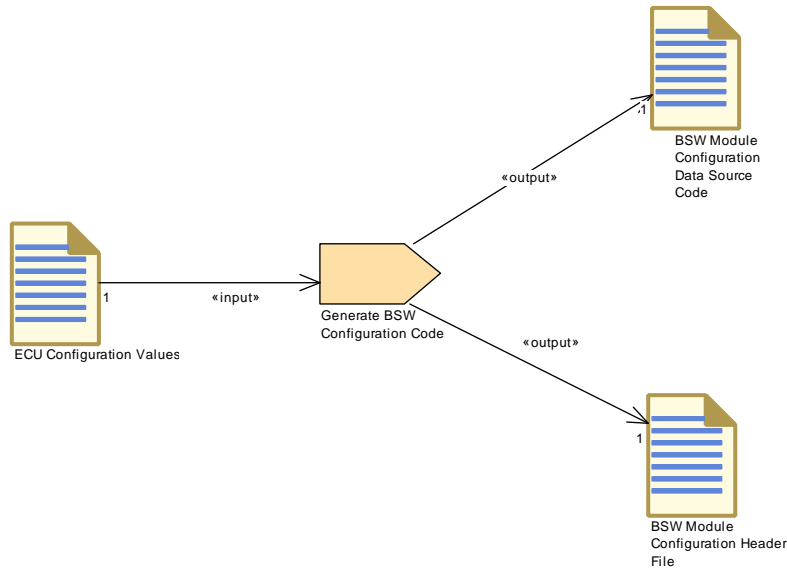 1
BSW Module
Configuration
Data Source
Code
«output»
1
«input»
ECU Configuration Values
Generate BSW
Configuration Code
«output»
1
BSW Module
Configuration Header
File